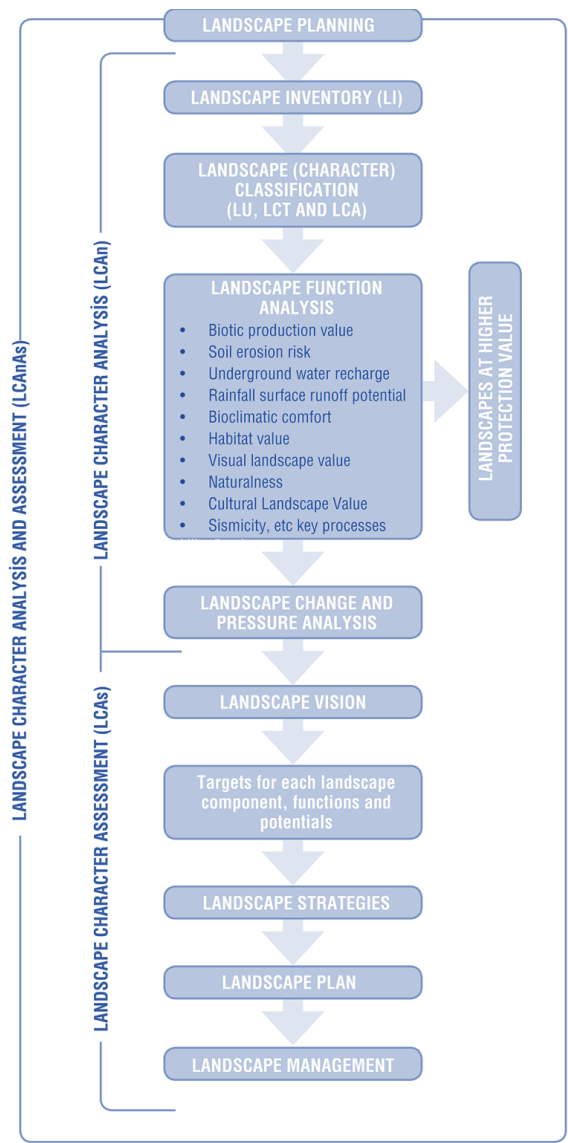 LANDSCAPE PLANNING
LANDSCAPE INVENTORY (LI)
LANDSCAPE (CHARACTER)
CLASSIFICATION
(LU, LCT AND LCA)
LANDSCAPE FUNCTION
ANALYSIS
• Biotic production value
• Soil erosion risk
• Underground water recharge
• Rainfall surface runoff potential
• Bioclimatic comfort
• Habitat value
• Visual landscape value
• Naturalness
• Cultural Landscape Value
• Sismicity, etc key processes
LANDSCAPES AT HIGHER
PROTECTION VALUE
LANDSCAPE CHANGE AND
PRESSURE ANALYSIS
LANDSCAPE VISION
Targets for each landscape
component, functions and
potentials
LANDSCAPE STRATEGIES
LANDSCAPE PLAN
LANDSCAPE MANAGEMENT
LANDSCAPE CHARACTER ANALYSİS (LCAn)
LANDSCAPE CHARACTER ASSESSMENT (LCAs)
LANDSCAPE CHARACTER ANALYSİS AND ASSESSMENT (LCAnAs)